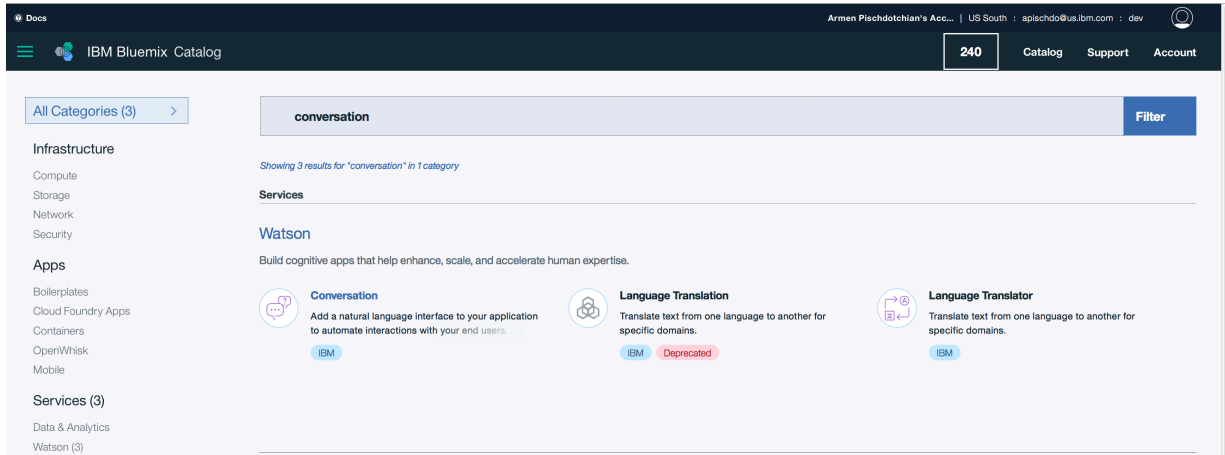 Docs
Armen Pischdotchian's Acc... | US South : apischdo@us.ibm.com : dev
IBM Bluemix Catalog
240
Catalog
Support
Account
All Categories (3)
Infrastructure
Compute
Storage
Network
Security
Apps
Boilerplates
Cloud Foundry Apps
Containers
OpenWhisk
Mobile
Services (3)
Data & Analytics
Watson (3)
conversation
Filter
Showing 3 results for "conversation" in 1 category
Services
Watson
Build cognitive apps that help enhance, scale, and accelerate human expertise.
Conversation
Add a natural language interface to your application
to automate interactions with your end users.
IBM
Language Translation
Translate text from one language to another for
specific domains.
IBM
Deprecated
Language Translator
Translate text from one language to another for
specific domains.
IBM